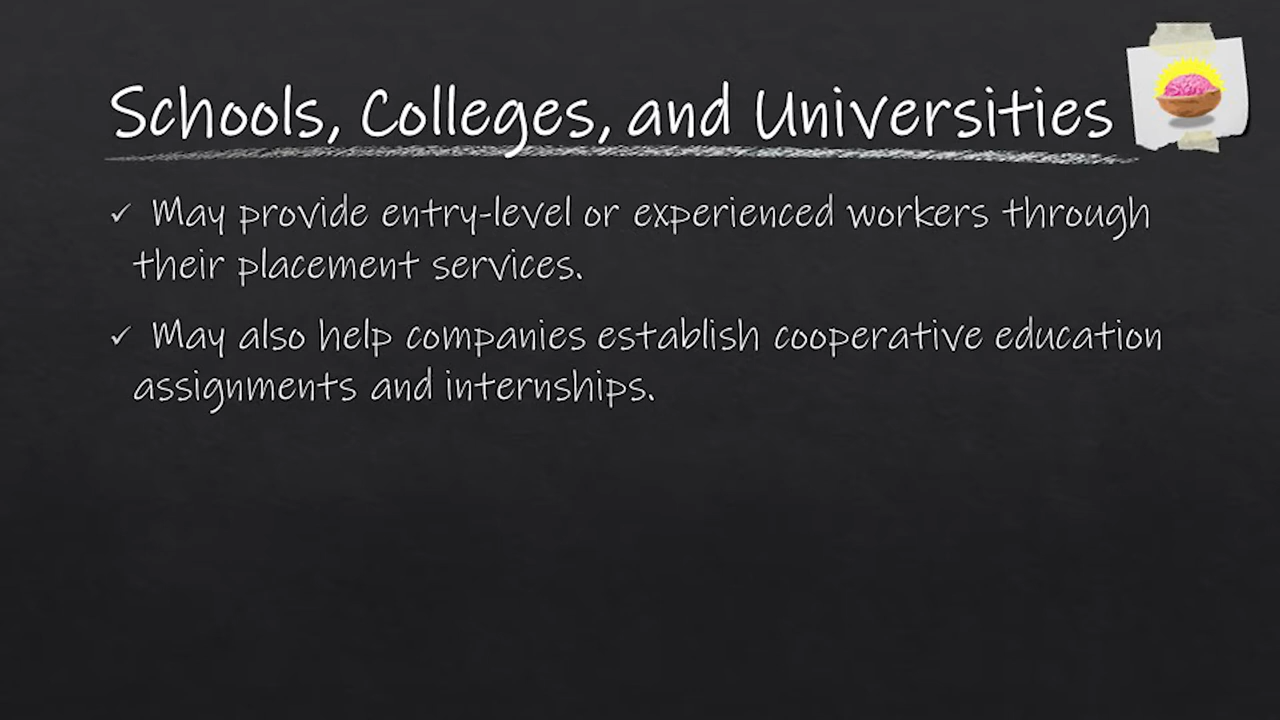 Schools, Colleges, and Universities
✓ May provide entry-level or experienced workers through
their placement services.
✓ May also help companies establish cooperative education
assignments and internships.